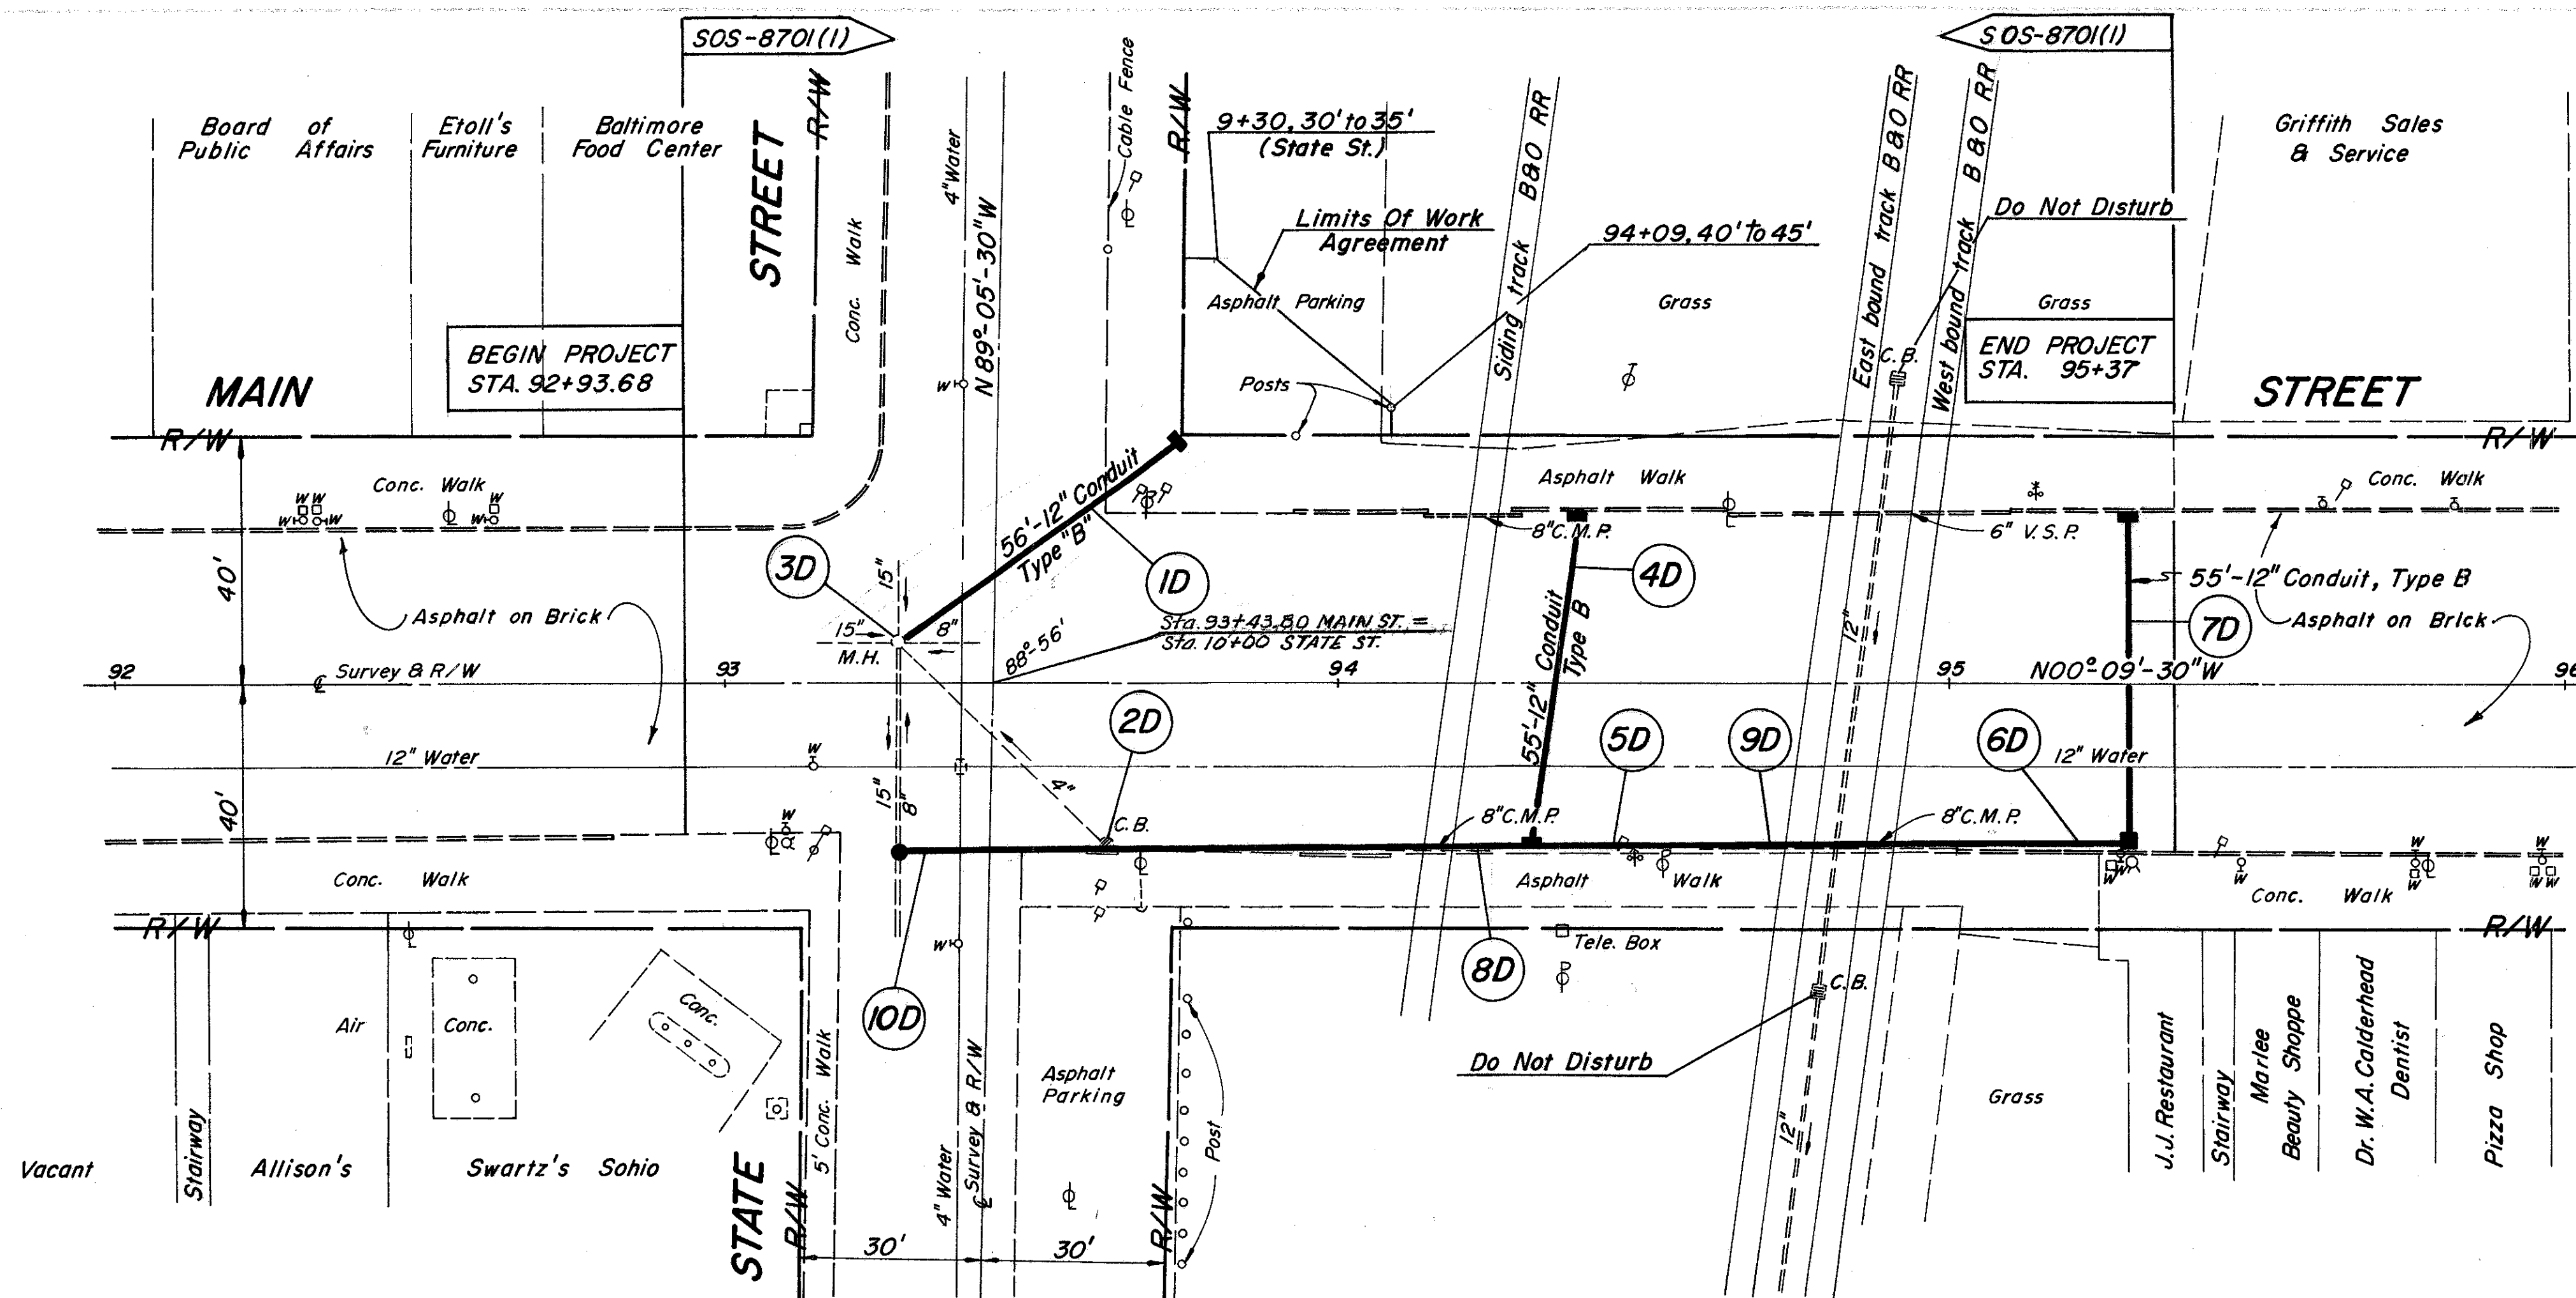 SOS-8701(1)
SOS-8701(1)
Board of
Public Affairs
Etoll's
Furniture
Baltimore
Food Center
STREET
R/W
Conc. Walk
4" Water
N 89°-05'-30" W
Cable Fence
R/W
9+30, 30' to 35'
(State St.)
Limits Of Work
Agreement
94+09, 40' to 45'
Asphalt Parking
Siding track B&O RR
Grass
East bound track B&O RR
West bound track B&O RR
Do Not Disturb
Grass
Griffith Sales
& Service
BEGIN PROJECT
STA. 92+93.68
END PROJECT
STA. 95+37
C.B.
Posts
W
MAIN
STREET
R/W
R/W
Conc. Walk
W W
W
W
W
W
Asphalt Walk
Conc. Walk
56'-12" Conduit
Type "B"
8" C.M.P.
6" V.S.P.
40'
3D
15"
1D
4D
55'-12" Conduit, Type B
Asphalt on Brick
15"
8"
M.H.
Sta. 93+43.80 MAIN ST. =
Sta. 10+00 STATE ST.
88°-56'
55'-12" Conduit
Type B
12"
7D
Asphalt on Brick
92
℄ Survey & R/W
93
94
95
N00°-09'-30" W
96
2D
5D
9D
6D
12" Water
W
12" Water
40'
15"
8"
4"
C.B.
8" C.M.P.
8" C.M.P.
W
Conc. Walk
Asphalt Walk
W
W
W
W
W
W
W W
Conc. Walk
R/W
R/W
W
Tele. Box
10D
8D
C.B.
Air
Conc.
Conc.
5' Conc. Walk
℄ Survey & R/W
4" Water
Asphalt
Parking
Post
Do Not Disturb
12"
Grass
Vacant
Stairway
Allison's
Swartz's Sohio
STATE
R/W
R/W
30'
30'
J.J. Restaurant
Stairway
Marlee
Beauty Shoppe
Dr. W.A. Calderhead
Dentist
Pizza Shop